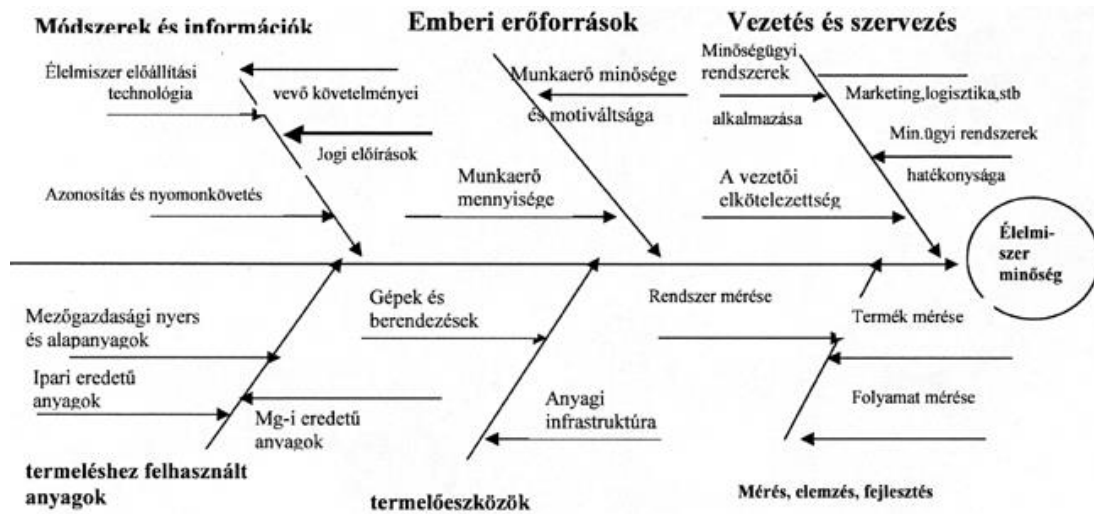 Módszerek és információk
Emberi erőforrások
Vezetés és szervezés
Élelmiszer előállítási
technológia
vevő követelményei
Jogi előírások
Azonosítás és nyomonkövetés
Munkaerő minősége
és motiváltsága
Munkaerő
mennyisége
Minőségügyi
rendszerek
alkalmazása
Marketing,logisztika,stb
Min.ügyi rendszerek
hatékonysága
A vezetői
elkötelezettség
Élelmi-
szer
minőség
Mezőgazdasági nyers
és alapanyagok
Ipari eredetű
anyagok
Mg-i eredetű
anyagok
termeléshez felhasznált
anyagok
Gépek és
berendezések
Anyagi
infrastruktúra
termelőeszközök
Rendszer mérése
Termék mérése
Folyamat mérése
Mérés, elemzés, fejlesztés